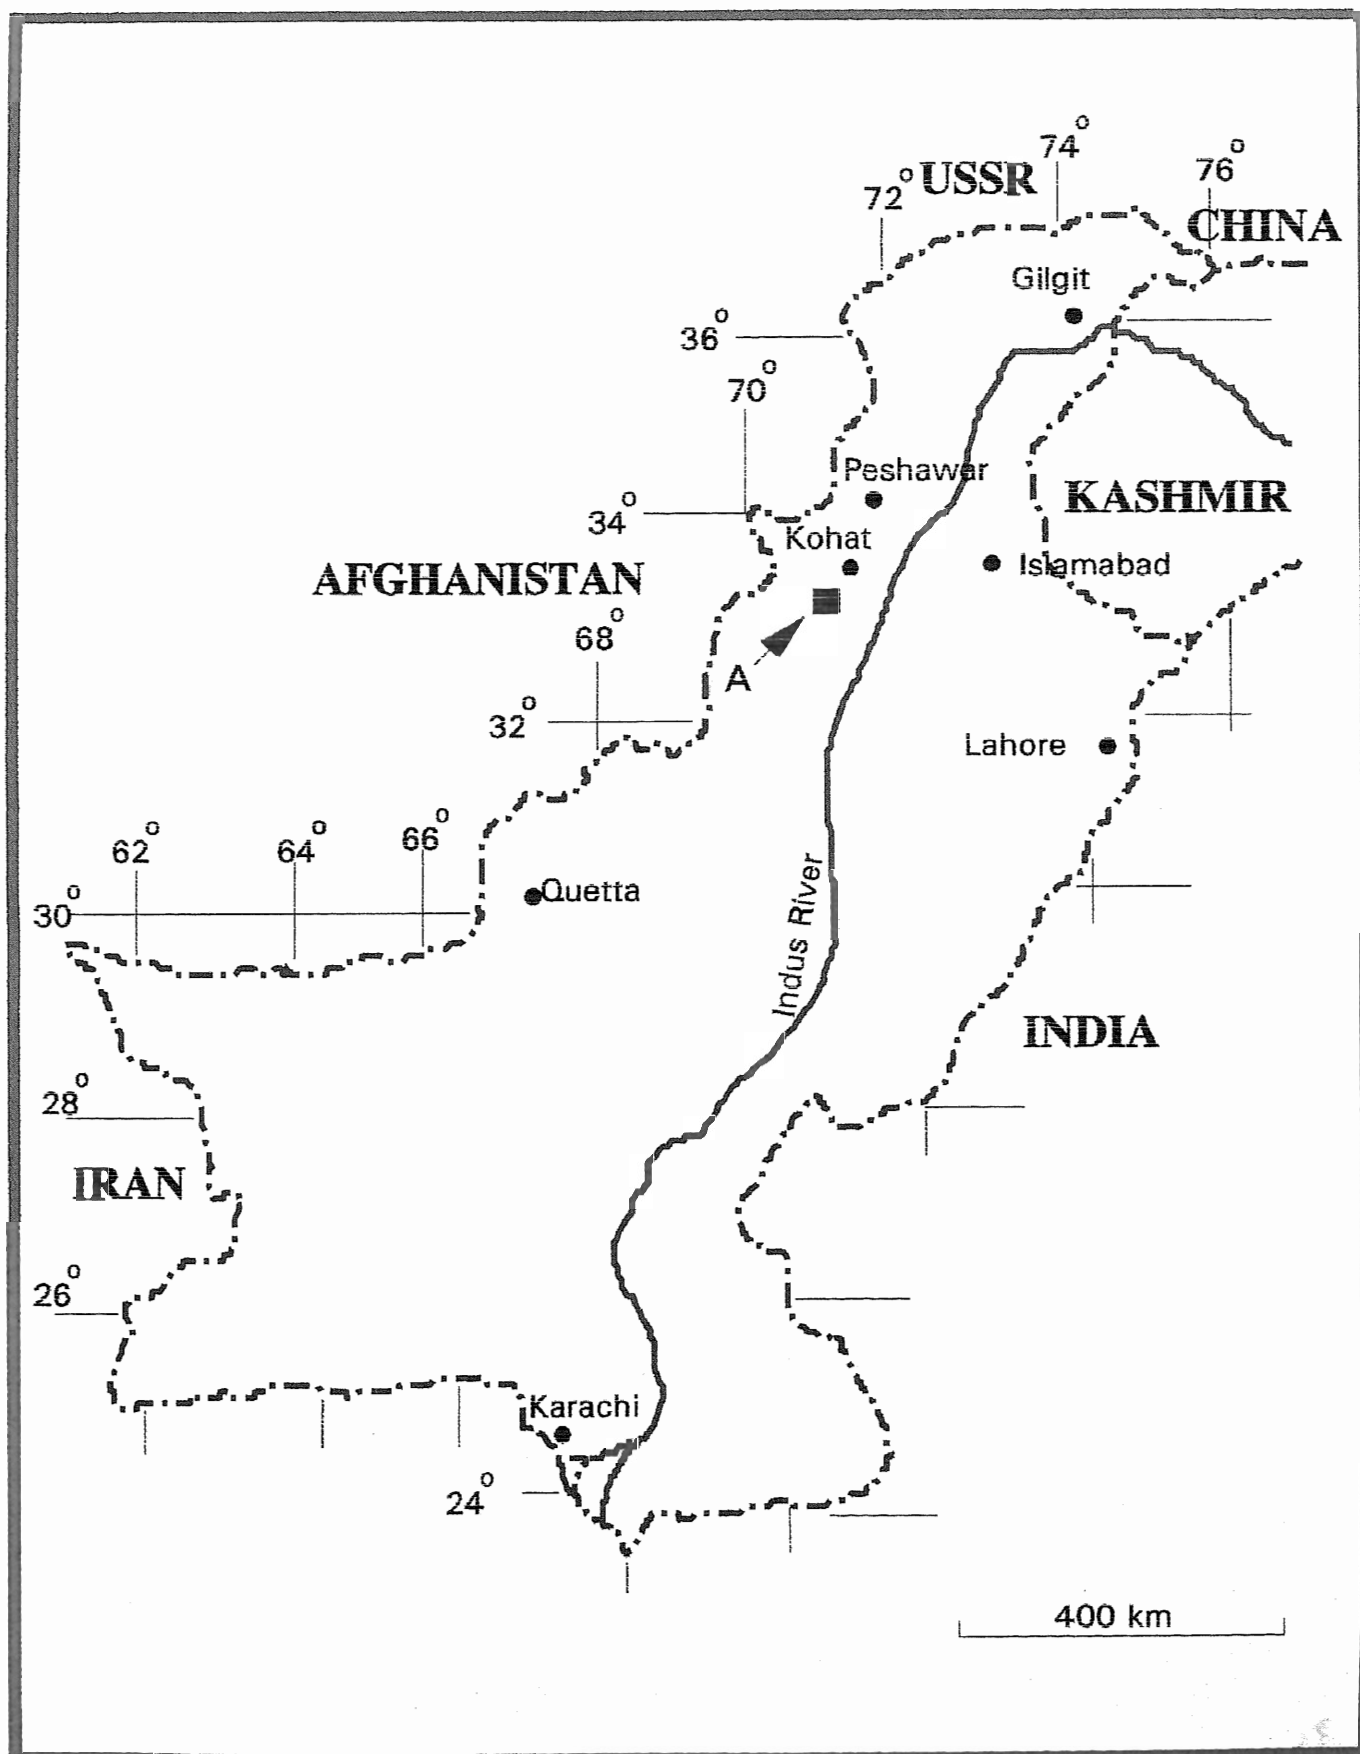 74°
76°
72°
USSR
CHINA
Gilgit
36°
70°
Peshawar
KASHMIR
34°
Kohat
Islamabad
AFGHANISTAN
68°
A
32°
Lahore
62°
64°
66°
30°
Quetta
Indus River
INDIA
28°
IRAN
26°
Karachi
24°
400 km